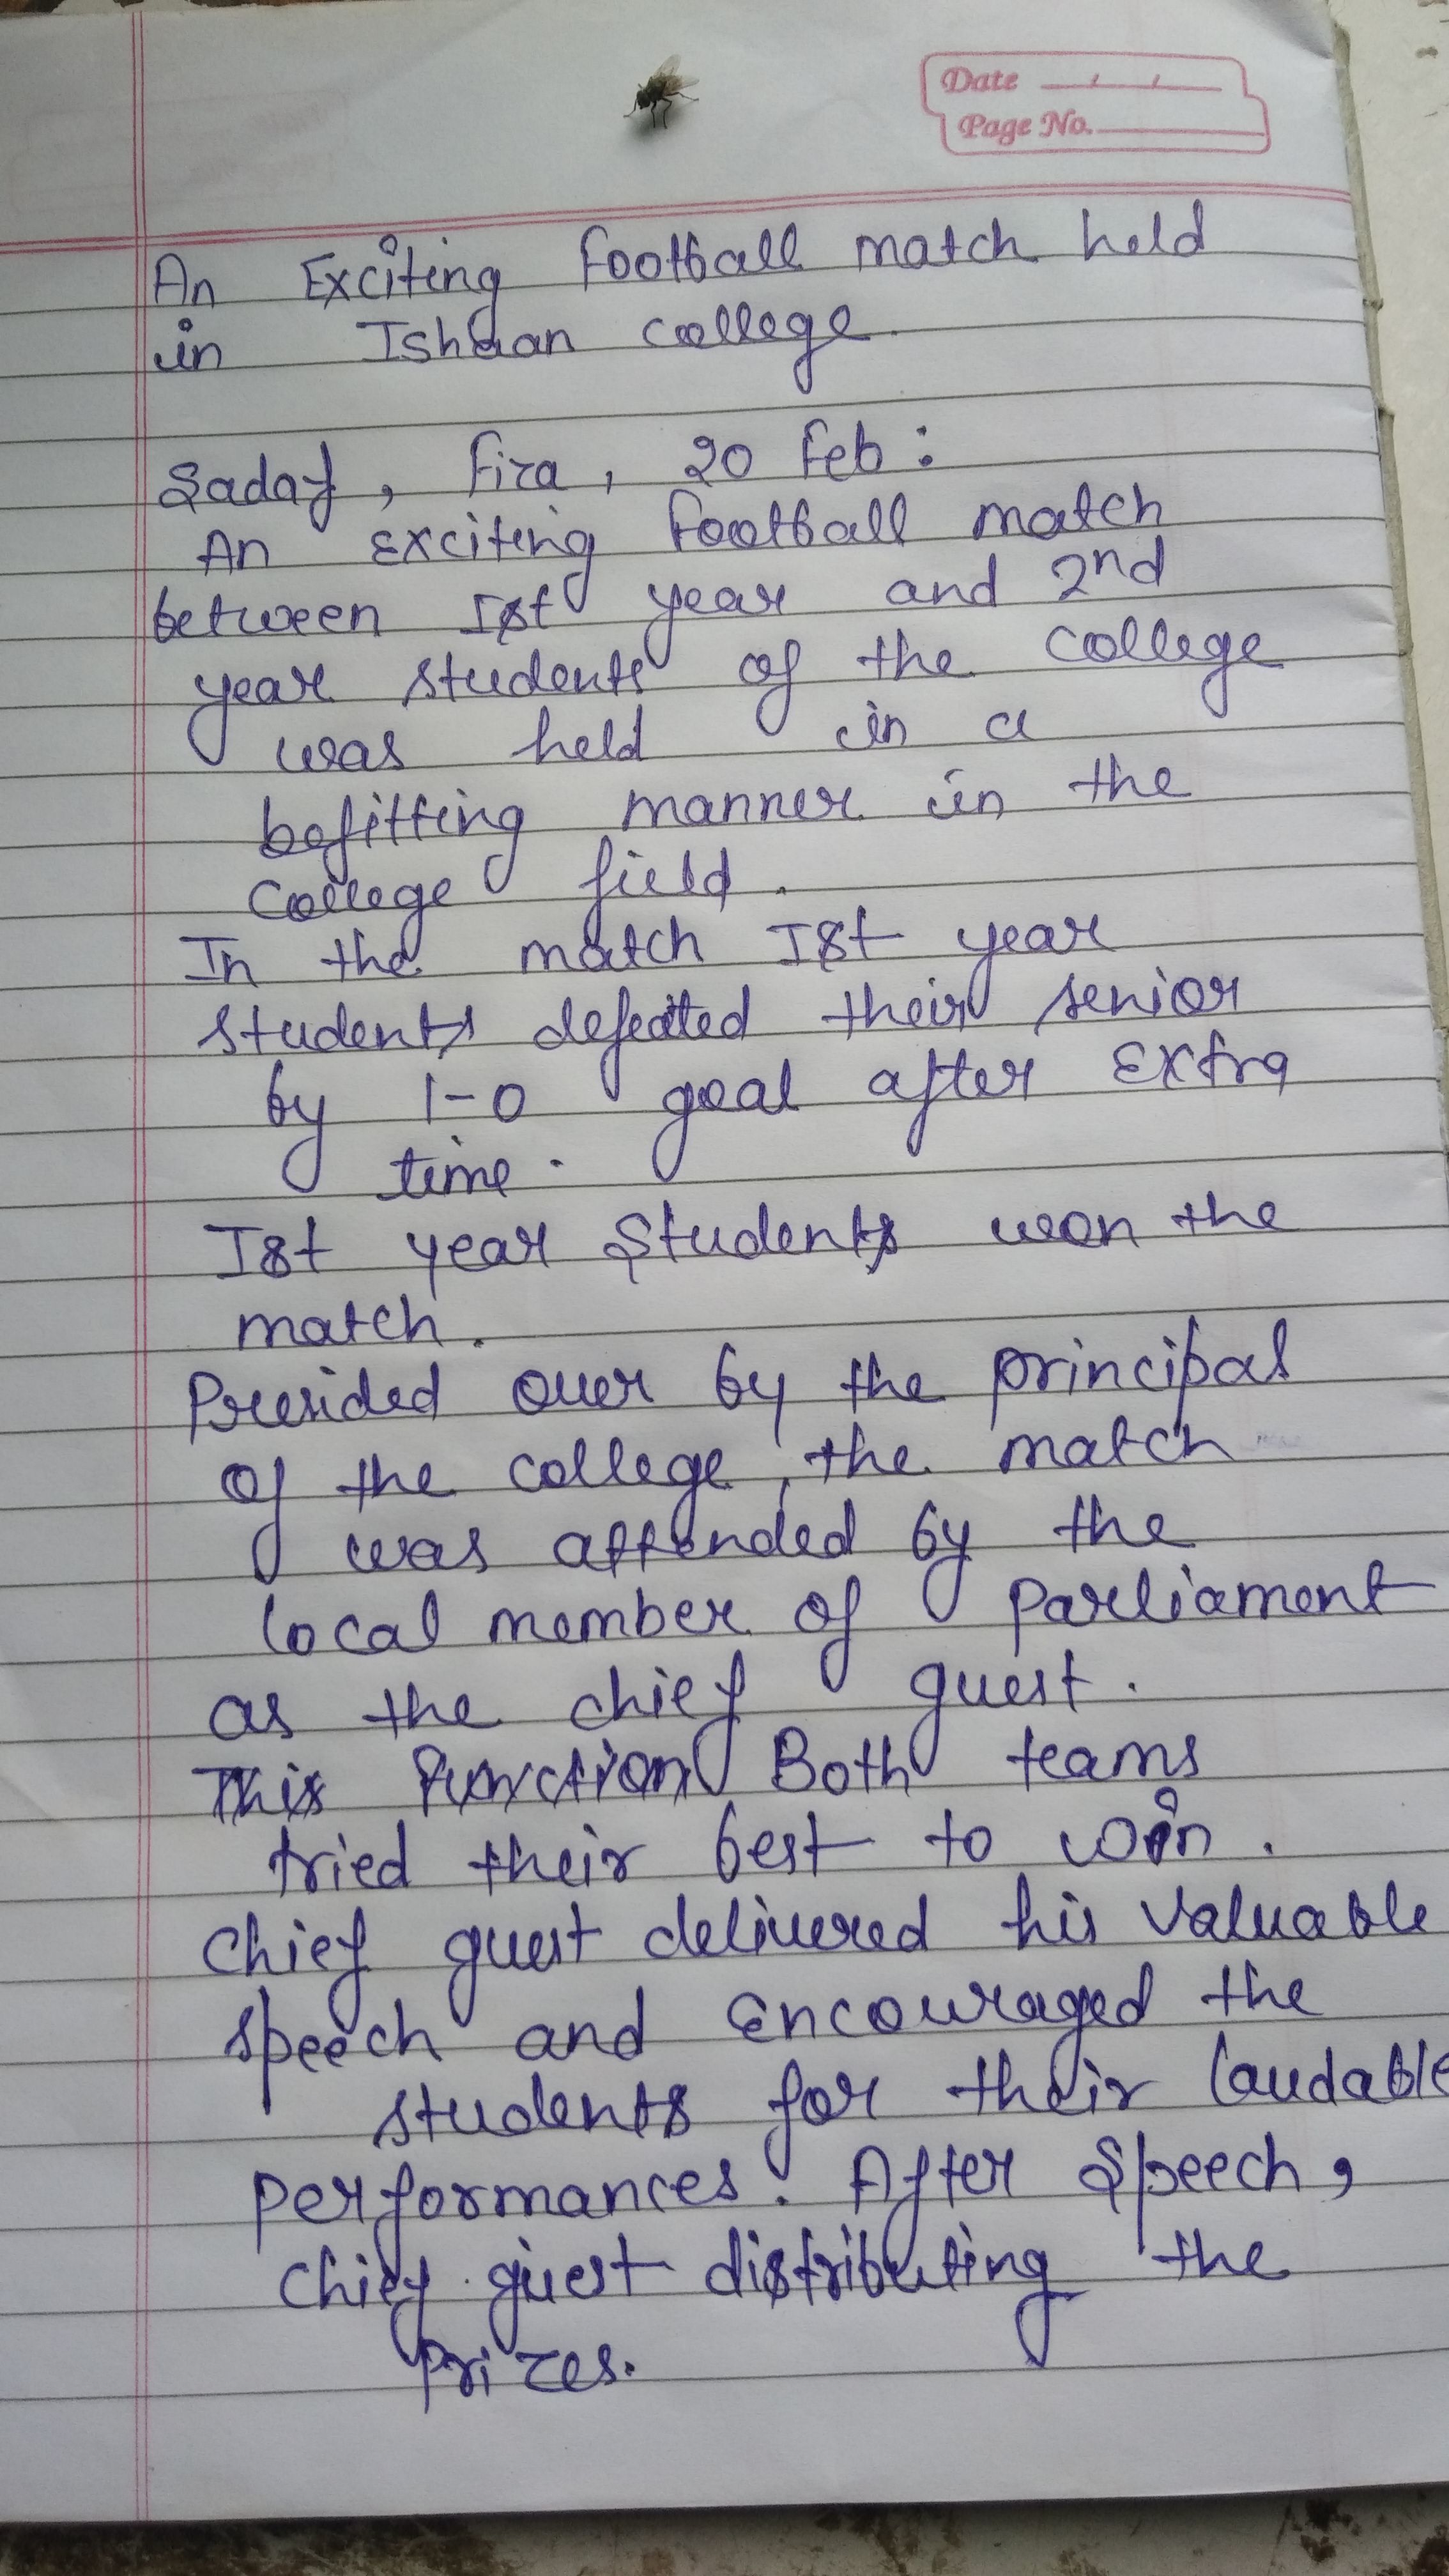 Date
Page No.
An Exciting Football match held
in Ishaan college.
Sadaf, Fiza, 20 Feb :
An exciting football match
between Ist year and 2nd
year students of the college
was held in a
befitting manner in the
College field.
In the match Ist year
students defeated their senior
by 1-0 goal after extra
time.
Ist year students won the
match.
Presided over by the principal
of the college, the match
was attended by the
local member of parliament
as the chief guest.
This function Both teams
tried their best to win.
Chief guest delivered his valuable
speech and encouraged the
students for their laudable
performances. After speech,
chief guest distributing the
Prizes.